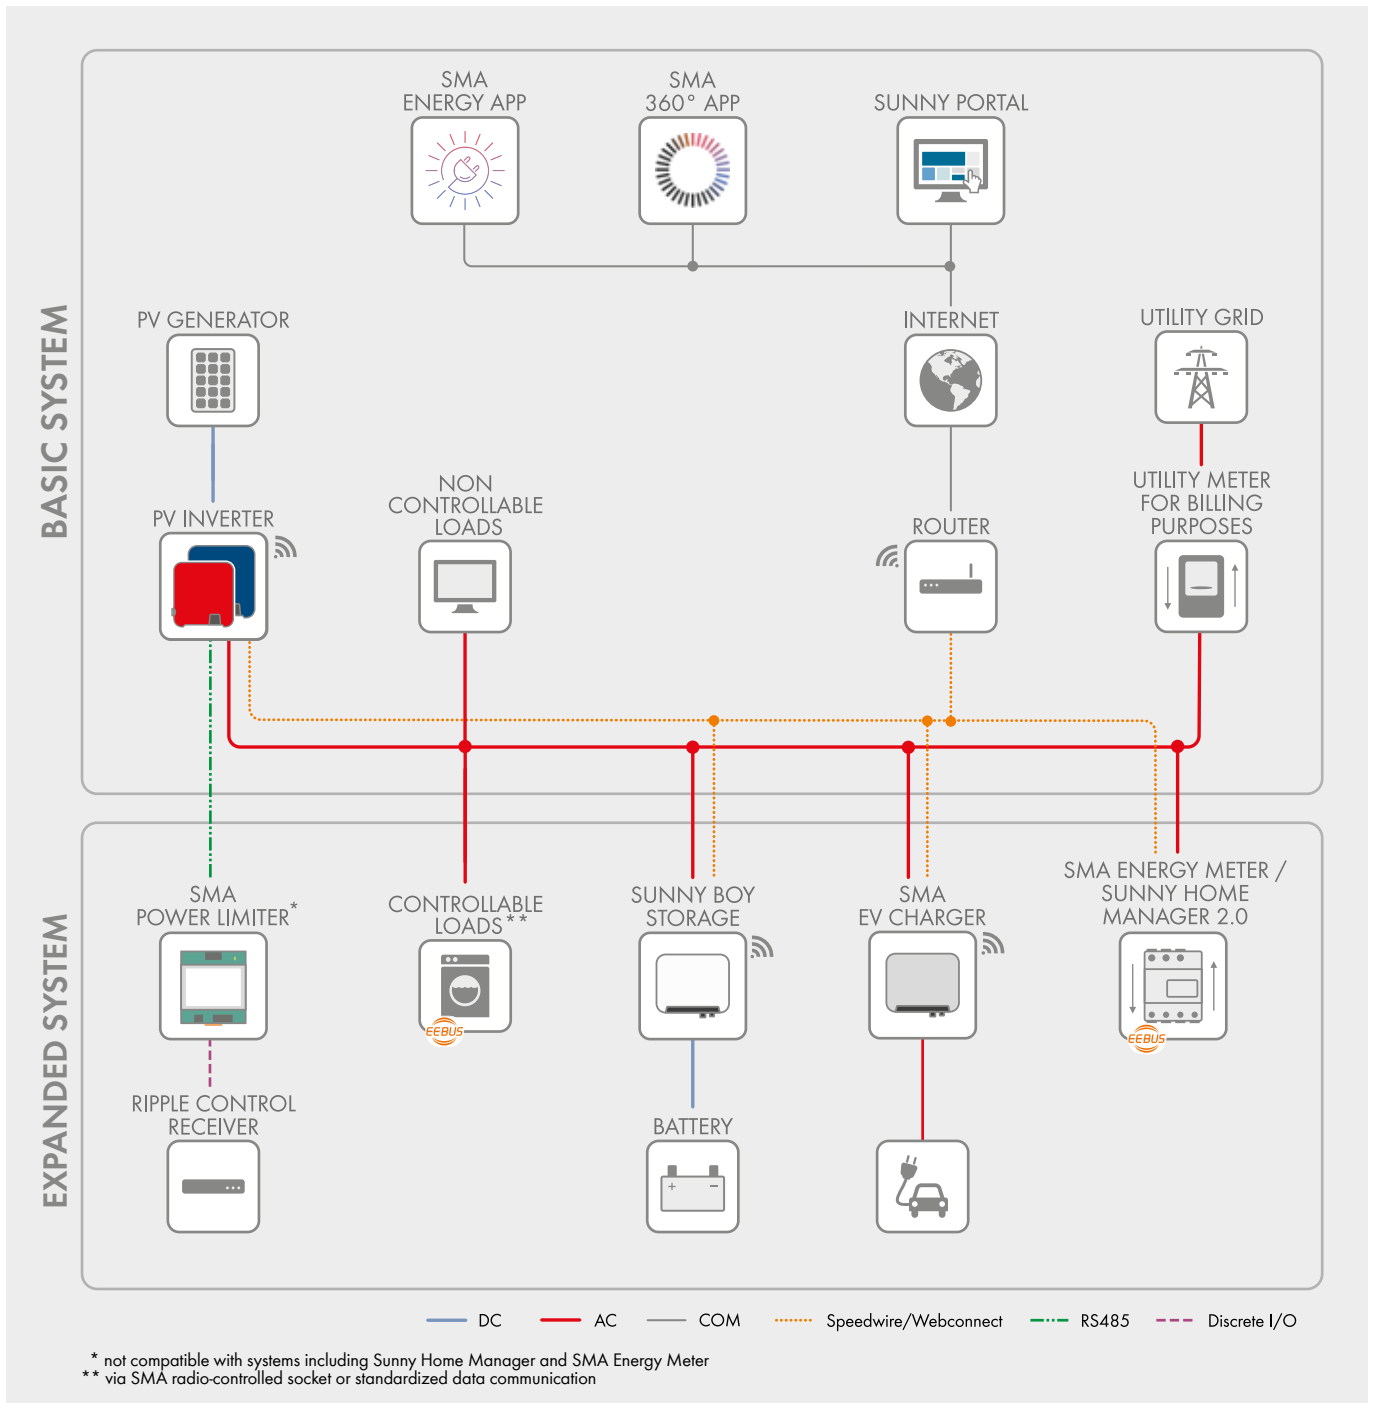 SMA
ENERGY APP
SMA
360° APP
SUNNY PORTAL
BASIC SYSTEM
PV GENERATOR
INTERNET
UTILITY GRID
PV INVERTER
NON
CONTROLLABLE
LOADS
ROUTER
UTILITY METER
FOR BILLING
PURPOSES
EXPANDED SYSTEM
SMA
POWER LIMITER*
CONTROLLABLE
LOADS**
EEBUS
SUNNY BOY
STORAGE
SMA
EV CHARGER
SMA ENERGY METER /
SUNNY HOME
MANAGER 2.0
EEBUS
RIPPLE CONTROL
RECEIVER
BATTERY
+ −
DC
AC
COM
Speedwire/Webconnect
RS485
Discrete I/O
* not compatible with systems including Sunny Home Manager and SMA Energy Meter
** via SMA radio-controlled socket or standardized data communication